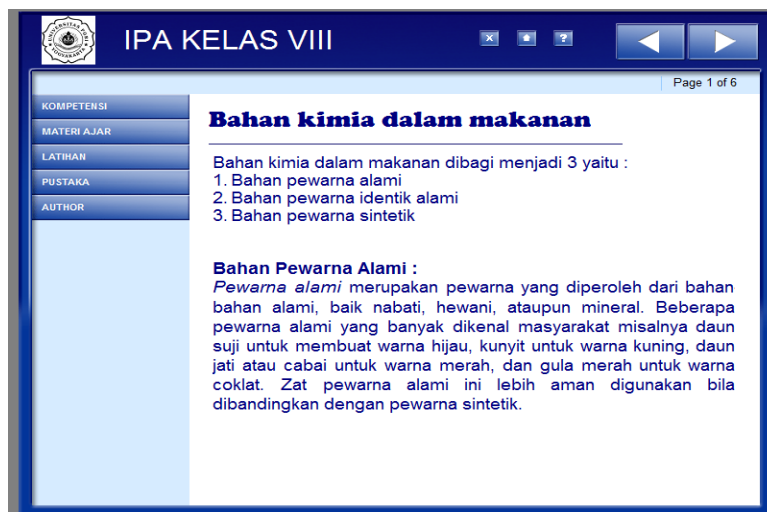 IPA KELAS VIII
x
?
Page 1 of 6
KOMPETENSI
MATERI AJAR
LATIHAN
PUSTAKA
AUTHOR
Bahan kimia dalam makanan
Bahan kimia dalam makanan dibagi menjadi 3 yaitu :
1. Bahan pewarna alami
2. Bahan pewarna identik alami
3. Bahan pewarna sintetik
Bahan Pewarna Alami :
Pewarna alami merupakan pewarna yang diperoleh dari bahan
bahan alami, baik nabati, hewani, ataupun mineral. Beberapa
pewarna alami yang banyak dikenal masyarakat misalnya daun
suji untuk membuat warna hijau, kunyit untuk warna kuning, daun
jati atau cabai untuk warna merah, dan gula merah untuk warna
coklat. Zat pewarna alami ini lebih aman digunakan bila
dibandingkan dengan pewarna sintetik.